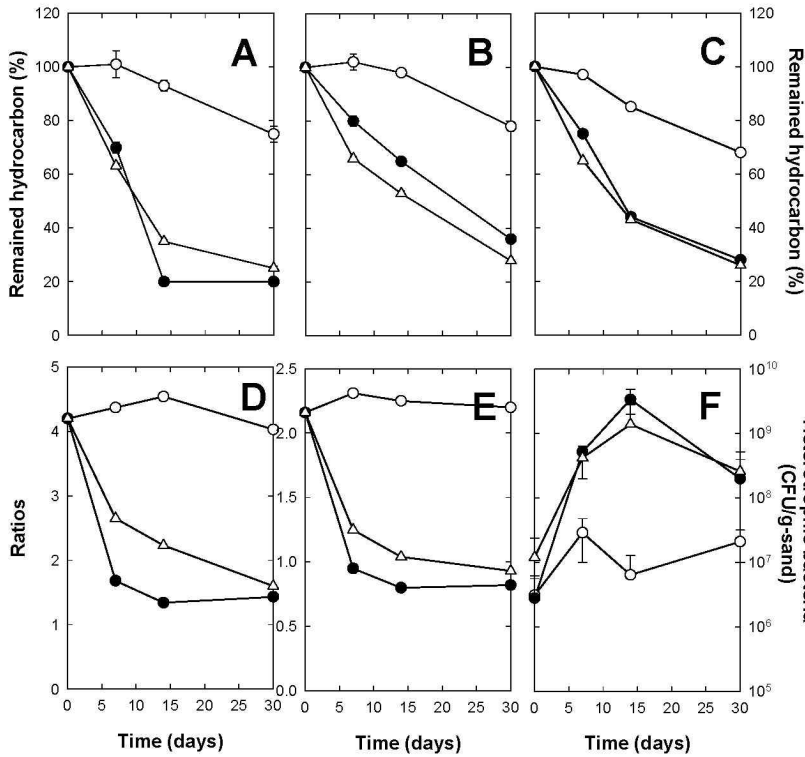 A
B
C
120
100
80
60
40
20
0
Remained hydrocarbon (%)
120
100
80
60
40
20
0
Remained hydrocarbon (%)
D
E
F
5
4
3
2
1
0
Ratios
2.5
2.0
1.5
1.0
0.5
0.0
10¹⁰
10⁹
10⁸
10⁷
10⁶
10⁵
(CFU/g-sand)
0 5 10 15 20 25 30
0 5 10 15 20 25 30
0 5 10 15 20 25 30
Time (days)
Time (days)
Time (days)